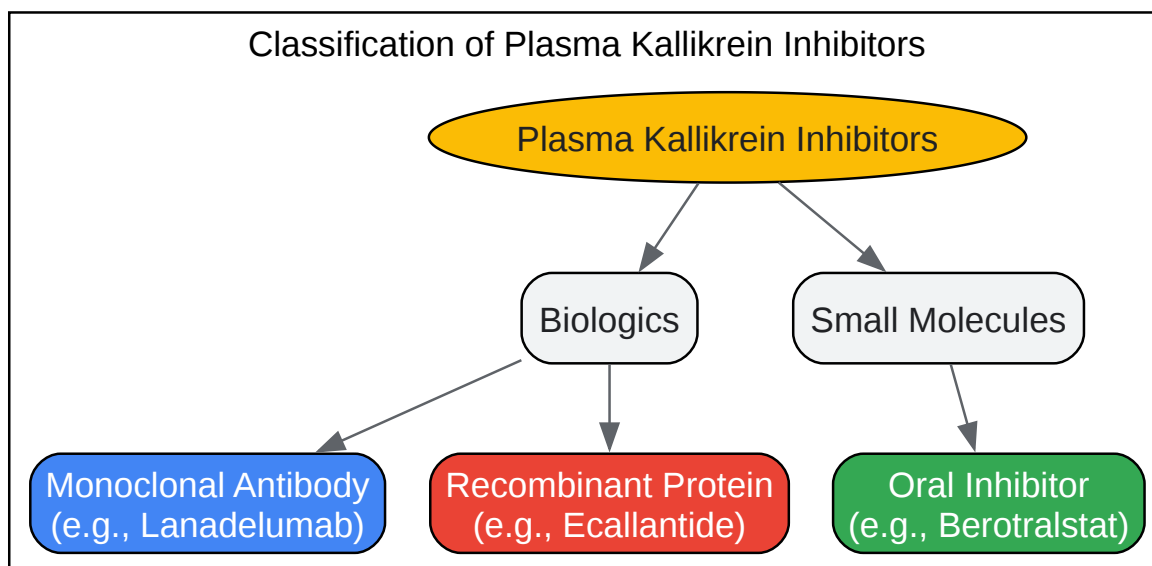 Classification of Plasma Kallikrein Inhibitors
Plasma Kallikrein Inhibitors
Biologics
Small Molecules
Monoclonal Antibody
(e.g., Lanadelumab)
Recombinant Protein
(e.g., Ecallantide)
Oral Inhibitor
(e.g., Berotralstat)